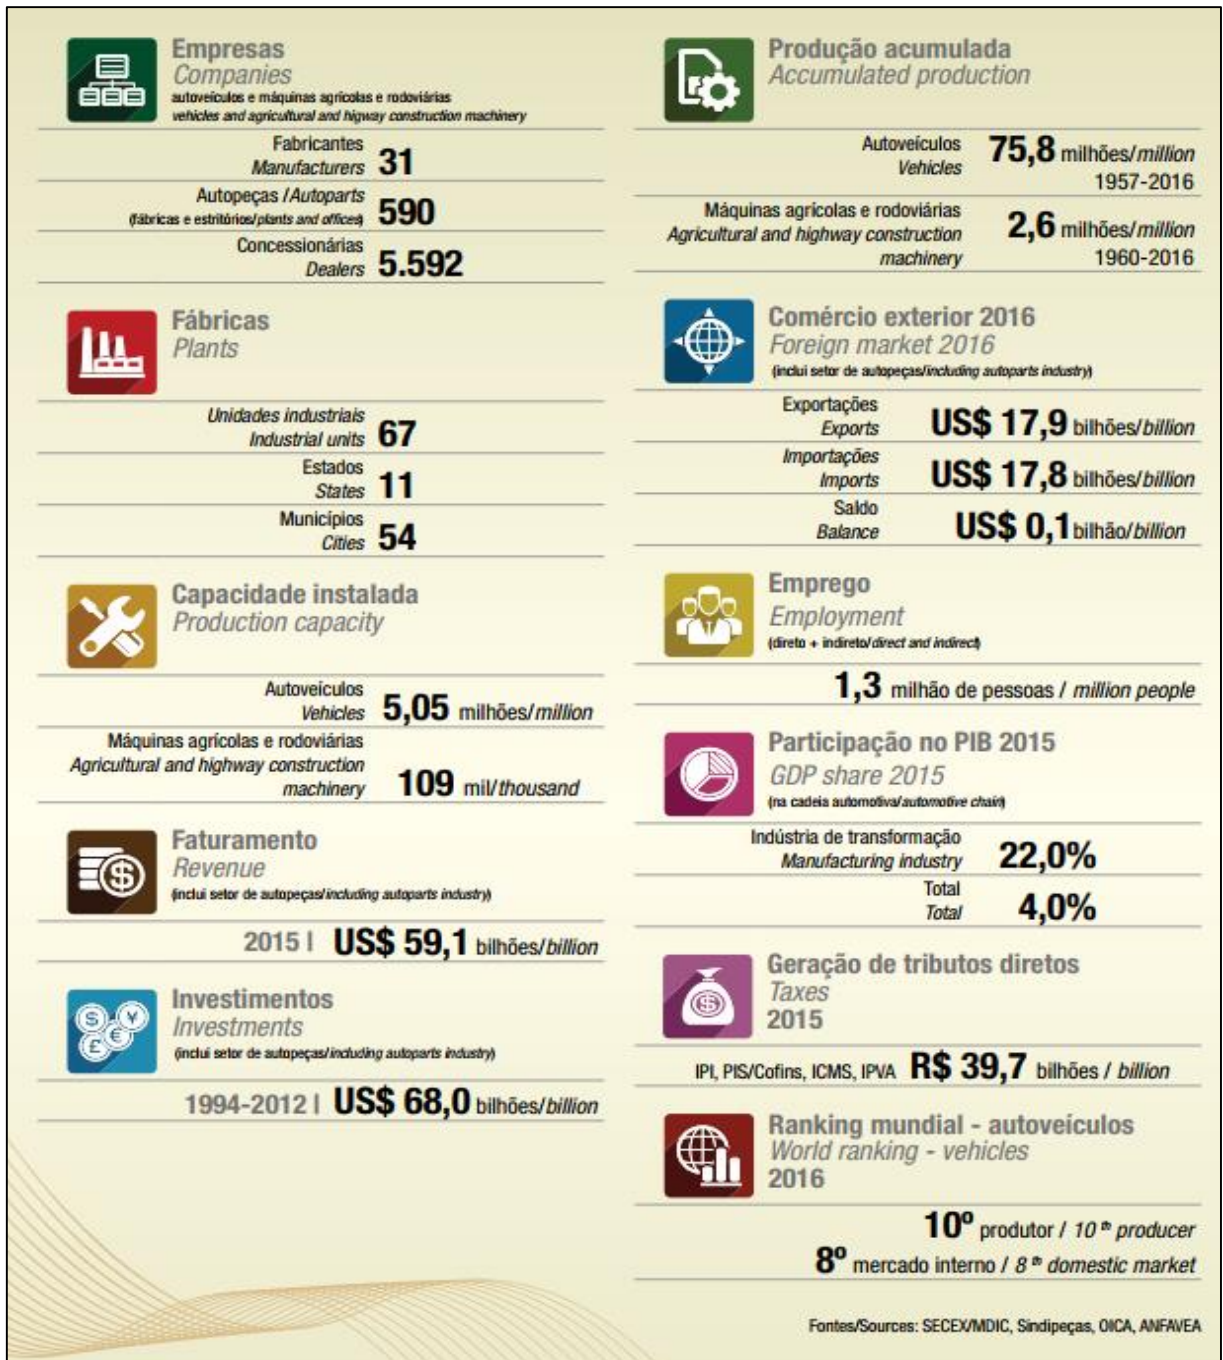 Empresas
Companies
autoveículos e máquinas agrícolas e rodoviárias
vehicles and agricultural and higway construction machinery
Fabricantes
Manufacturers 31
Autopeças /Autoparts
(fábricas e estritórios/plants and offices) 590
Concessionárias
Dealers 5.592
Fábricas
Plants
Unidades industriais
Industrial units 67
Estados
States 11
Municípios
Cities 54
Capacidade instalada
Production capacity
Autoveículos
Vehicles 5,05 milhões/million
Máquinas agrícolas e rodoviárias
Agricultural and highway construction
machinery 109 mil/thousand
Faturamento
Revenue
(inclui setor de autopeças/including autoparts industry)
2015 | US$ 59,1 bilhões/billion
Investimentos
Investments
(inclui setor de autopeças/including autoparts industry)
1994-2012 | US$ 68,0 bilhões/billion
Produção acumulada
Accumulated production
Autoveículos
Vehicles 75,8 milhões/million
1957-2016
Máquinas agrícolas e rodoviárias
Agricultural and highway construction 2,6 milhões/million
machinery 1960-2016
Comércio exterior 2016
Foreign market 2016
(inclui setor de autopeças/including autoparts industry)
Exportações
Exports US$ 17,9 bilhões/billion
Importações
Imports US$ 17,8 bilhões/billion
Saldo
Balance US$ 0,1 bilhão/billion
Emprego
Employment
(direto + indireto/direct and indirect)
1,3 milhão de pessoas / million people
Participação no PIB 2015
GDP share 2015
(na cadeia automotiva/automotive chain)
Indústria de transformação
Manufacturing industry 22,0%
Total
Total 4,0%
Geração de tributos diretos
Taxes
2015
IPI, PIS/Cofins, ICMS, IPVA R$ 39,7 bilhões / billion
Ranking mundial - autoveículos
World ranking - vehicles
2016
10º produtor / 10 th producer
8º mercado interno / 8 th domestic market
Fontes/Sources: SECEX/MDIC, Sindipeças, OICA, ANFAVEA